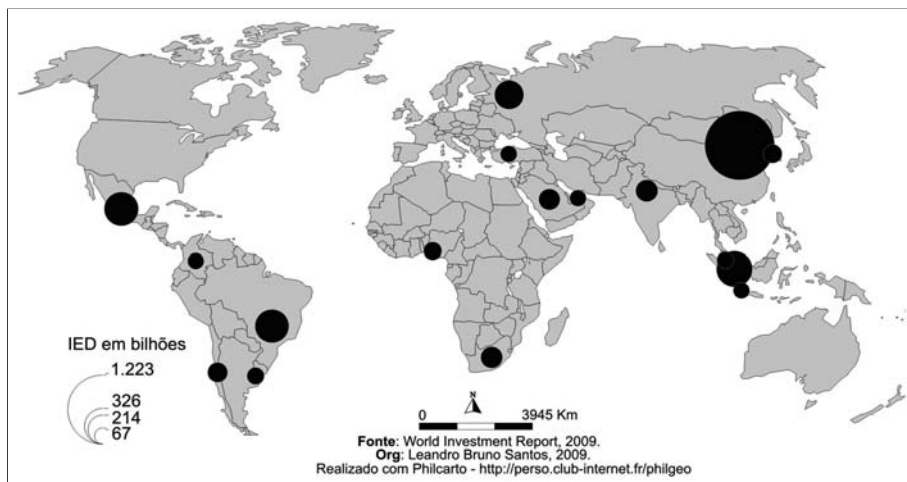 IED em bilhões
1.223
326
214
67
N
0 3945 Km
Fonte: World Investment Report, 2009.
Org: Leandro Bruno Santos, 2009.
Realizado com Philcarto - http://perso.club-internet.fr/philgeo